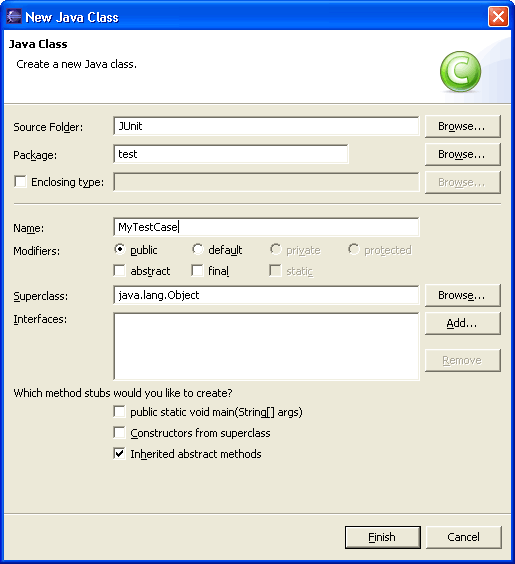 New Java Class
Java Class
Create a new Java class.
C
Source Folder: JUnit Browse...
Package: test Browse...
Enclosing type: Browse...
Name: MyTestCase
Modifiers: public default private protected
abstract final static
Superclass: java.lang.Object Browse...
Interfaces: Add...
Remove
Which method stubs would you like to create?
public static void main(String[] args)
Constructors from superclass
Inherited abstract methods
Finish Cancel